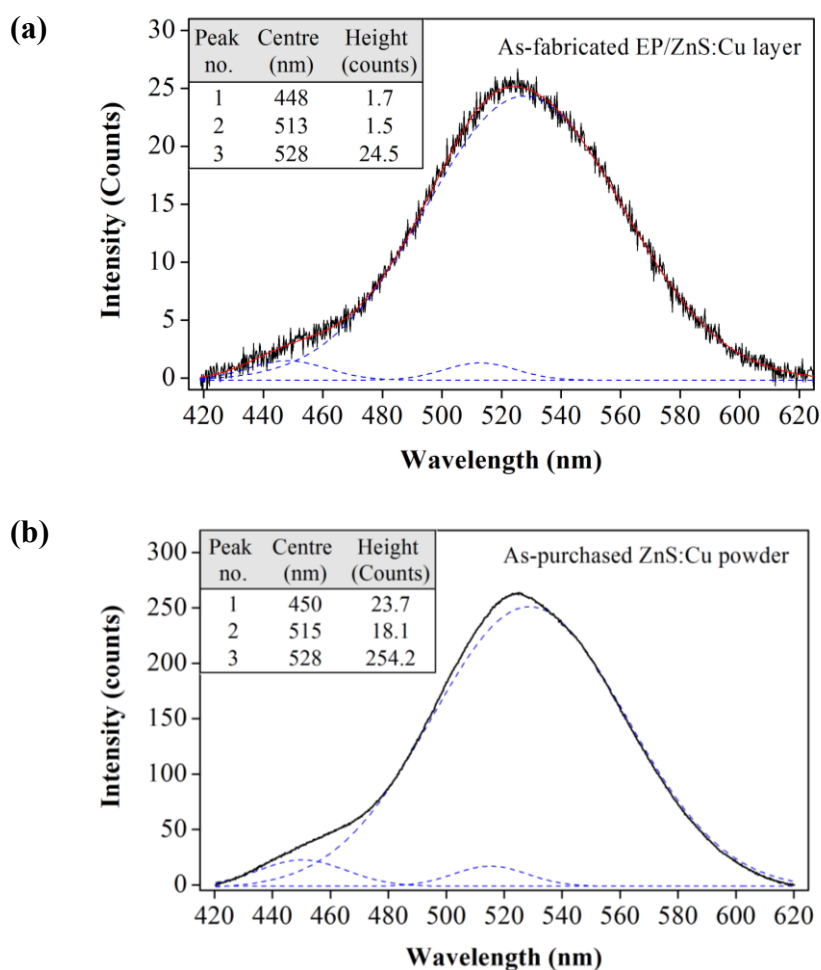 (a)
As-fabricated EP/ZnS:Cu layer
Peak no. Centre (nm) Height (counts)
1 448 1.7
2 513 1.5
3 528 24.5
Intensity (Counts)
30
25
20
15
10
5
0
420 440 460 480 500 520 540 560 580 600 620
Wavelength (nm)
(b)
As-purchased ZnS:Cu powder
Peak no. Centre (nm) Height (Counts)
1 450 23.7
2 515 18.1
3 528 254.2
Intensity (counts)
300
250
200
150
100
50
0
420 440 460 480 500 520 540 560 580 600 620
Wavelength (nm)